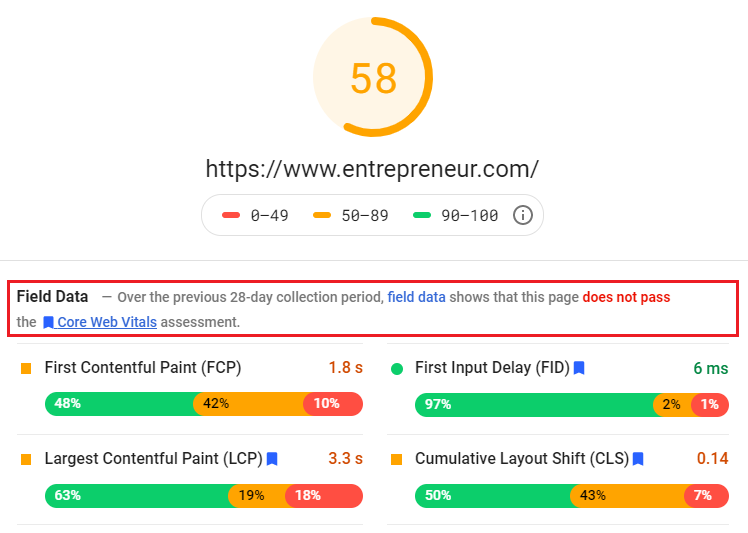 58
https://www.entrepreneur.com/
0–49 50–89 90–100
Field Data — Over the previous 28-day collection period, field data shows that this page does not pass
the Core Web Vitals assessment.
First Contentful Paint (FCP) 1.8 s
48% 42% 10%
First Input Delay (FID) 6 ms
97% 2% 1%
Largest Contentful Paint (LCP) 3.3 s
63% 19% 18%
Cumulative Layout Shift (CLS) 0.14
50% 43% 7%